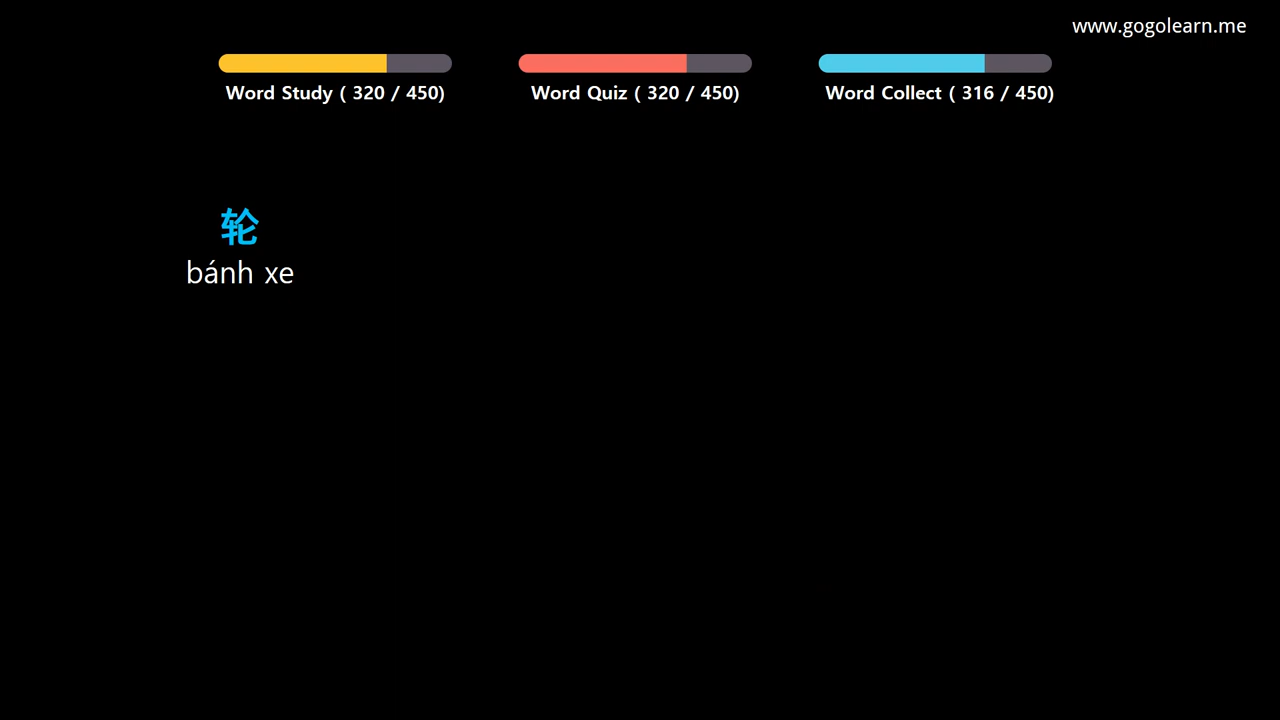 www.gogolearn.me
Word Study ( 320 / 450)
Word Quiz ( 320 / 450)
Word Collect ( 316 / 450)
轮
bánh xe